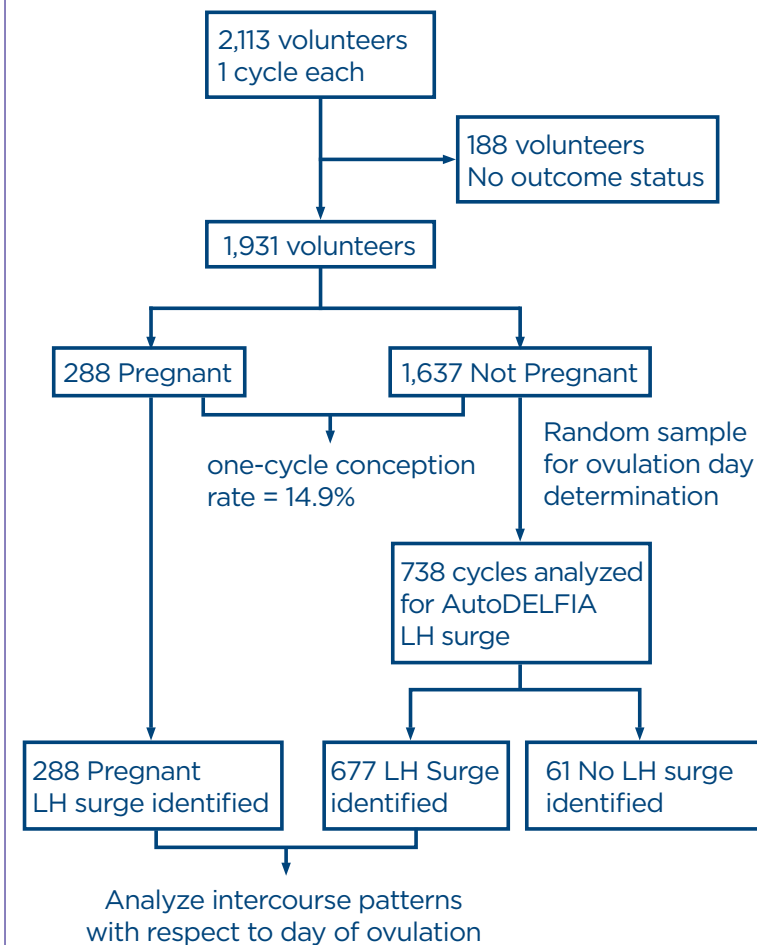 2,113 volunteers
1 cycle each
188 volunteers
No outcome status
1,931 volunteers
288 Pregnant
1,637 Not Pregnant
one-cycle conception
rate = 14.9%
Random sample
for ovulation day
determination
738 cycles analyzed
for AutoDELFIA
LH surge
288 Pregnant
LH surge identified
677 LH Surge
identified
61 No LH surge
identified
Analyze intercourse patterns
with respect to day of ovulation